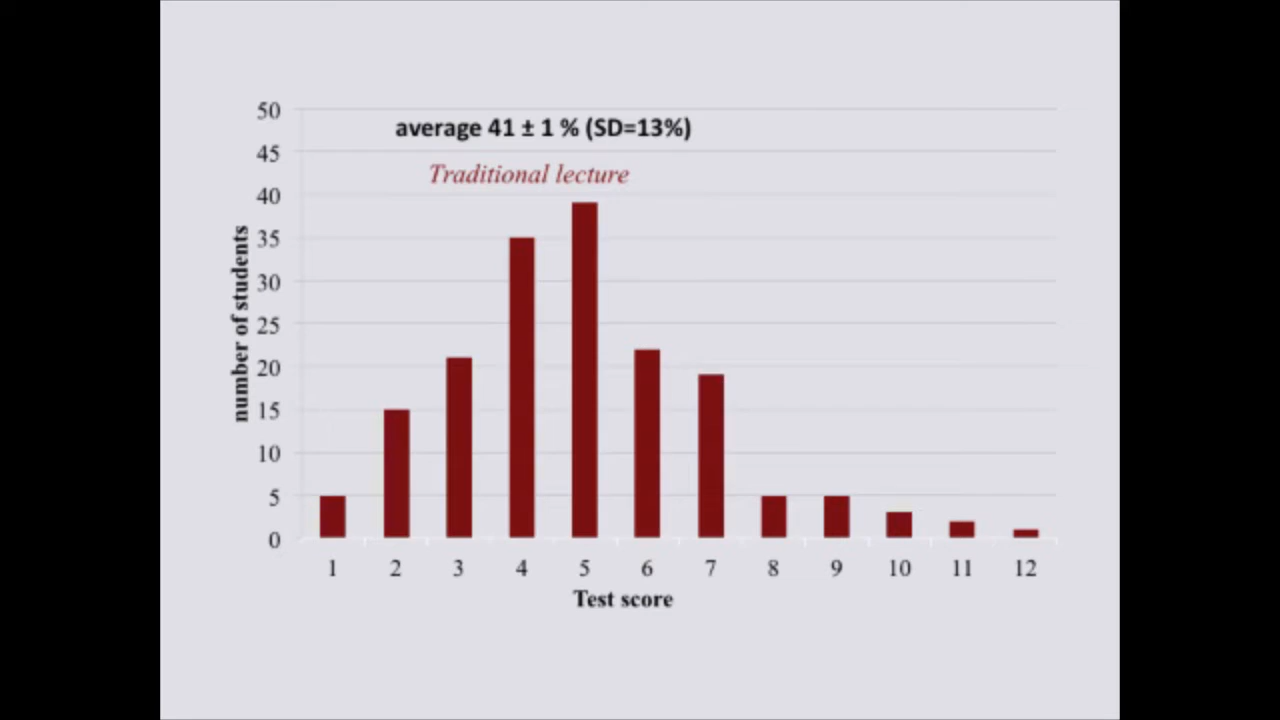 average 41 ± 1 % (SD=13%)
Traditional lecture
number of students
50
45
40
35
30
25
20
15
10
5
0
1 2 3 4 5 6 7 8 9 10 11 12
Test score